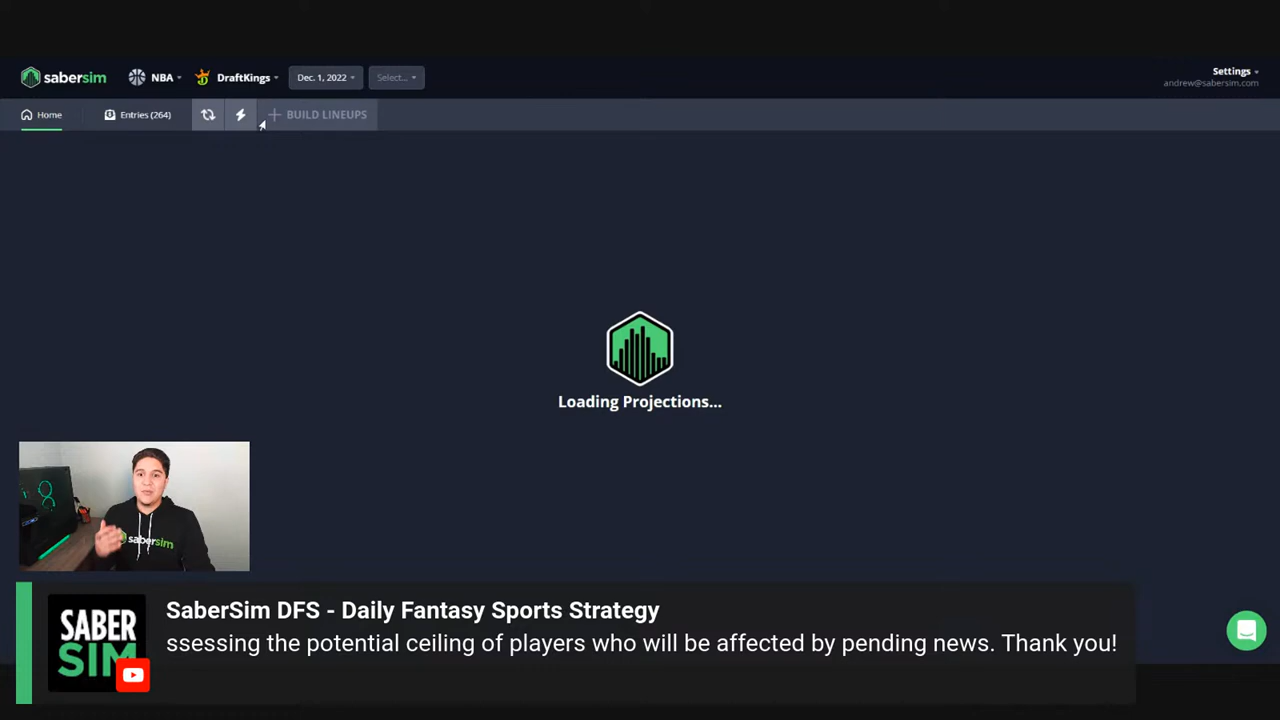 sabersim NBA DraftKings Dec. 1, 2022 Select... Settings
andrew@sabersim.com
Home Entries (264) BUILD LINEUPS
Loading Projections...
sabersim
SABER
SIM
SaberSim DFS - Daily Fantasy Sports Strategy
ssessing the potential ceiling of players who will be affected by pending news. Thank you!